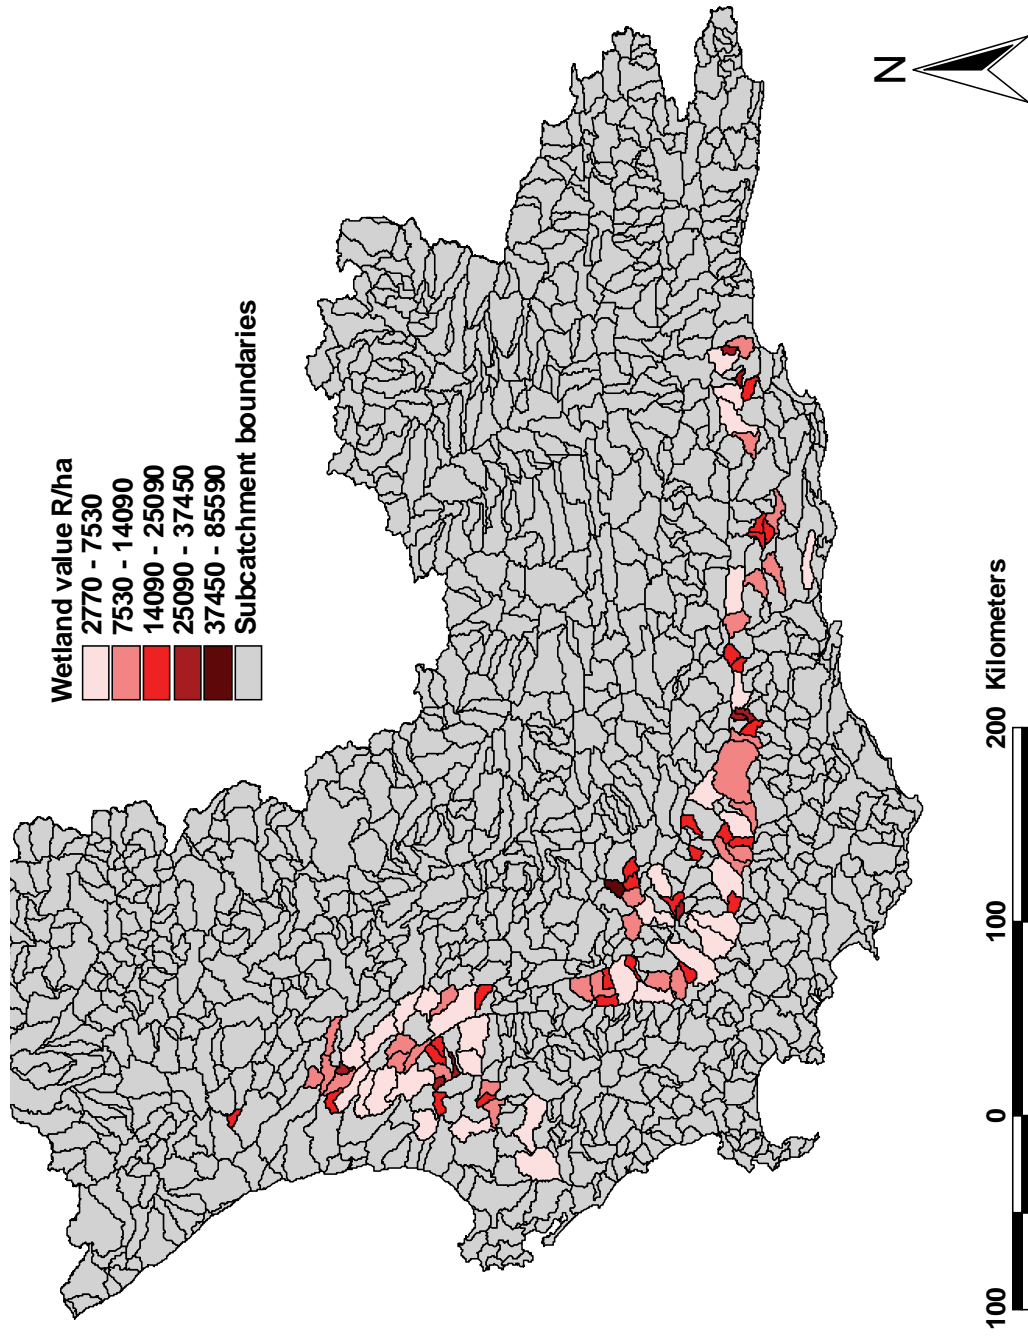 Wetland value R/ha
2770 - 7530
7530 - 14090
14090 - 25090
25090 - 37450
37450 - 85590
Subcatchment boundaries
N
100 0 100 200 Kilometers